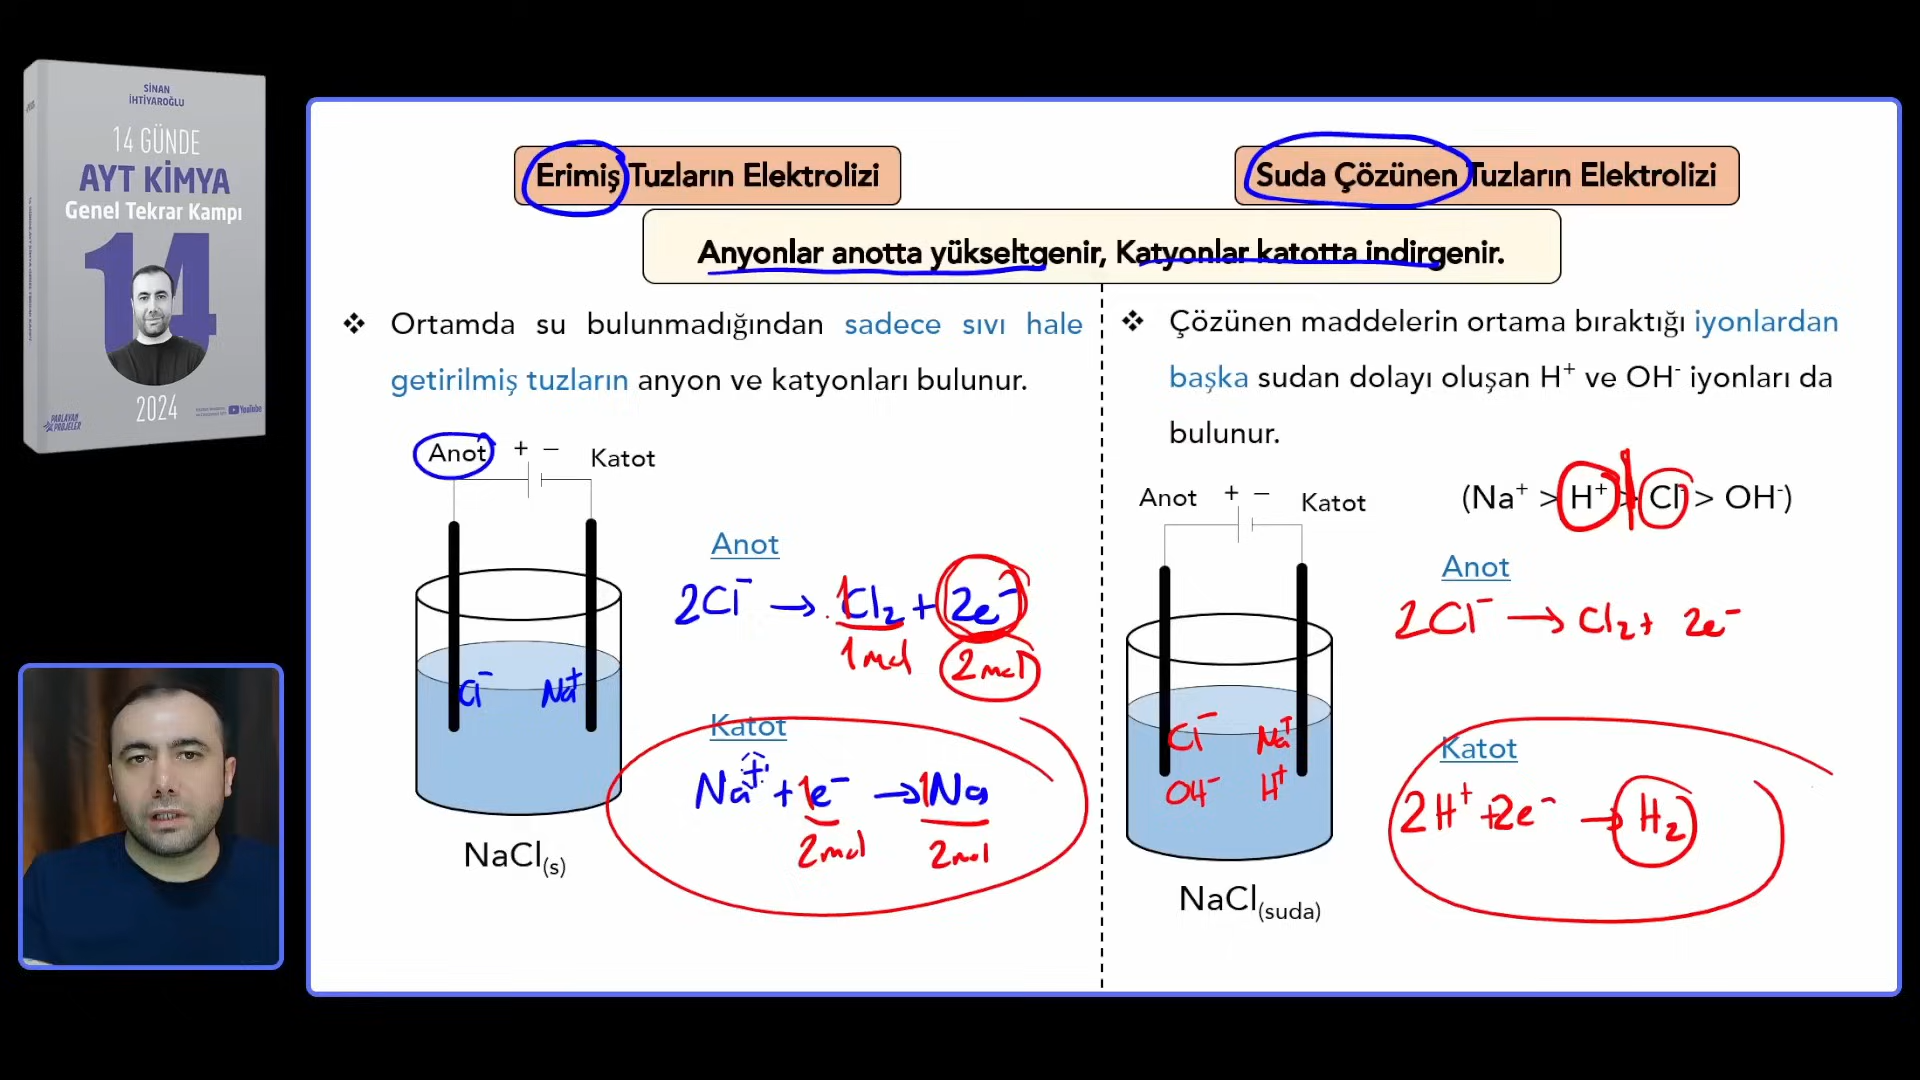 SİNAN
İHTİYAROĞLU
14 GÜNDE
AYT KİMYA
Genel Tekrar Kampı
14
2024
PARLAYAN
PROJELER
YouTube
Erimiş Tuzların Elektrolizi
Suda Çözünen Tuzların Elektrolizi
Anyonlar anotta yükseltgenir, Katyonlar katotta indirgenir.
❖ Ortamda su bulunmadığından sadece sıvı hale
getirilmiş tuzların anyon ve katyonları bulunur.
Anot + − Katot
Anot
2Cl⁻ → 1Cl₂ + 2e⁻
1mol 2mol
Cl⁻ Na⁺
Katot
Na⁺ + 1e⁻ → 1Na
2mol 2mol
NaCl(s)
❖ Çözünen maddelerin ortama bıraktığı iyonlardan
başka sudan dolayı oluşan H⁺ ve OH⁻ iyonları da
bulunur.
(Na⁺ > H⁺ > Cl⁻ > OH⁻)
Anot + − Katot
Anot
2Cl⁻ → Cl₂ + 2e⁻
Cl⁻ Na⁺
OH⁻ H⁺
Katot
2H⁺ + 2e⁻ → H₂
NaCl(suda)